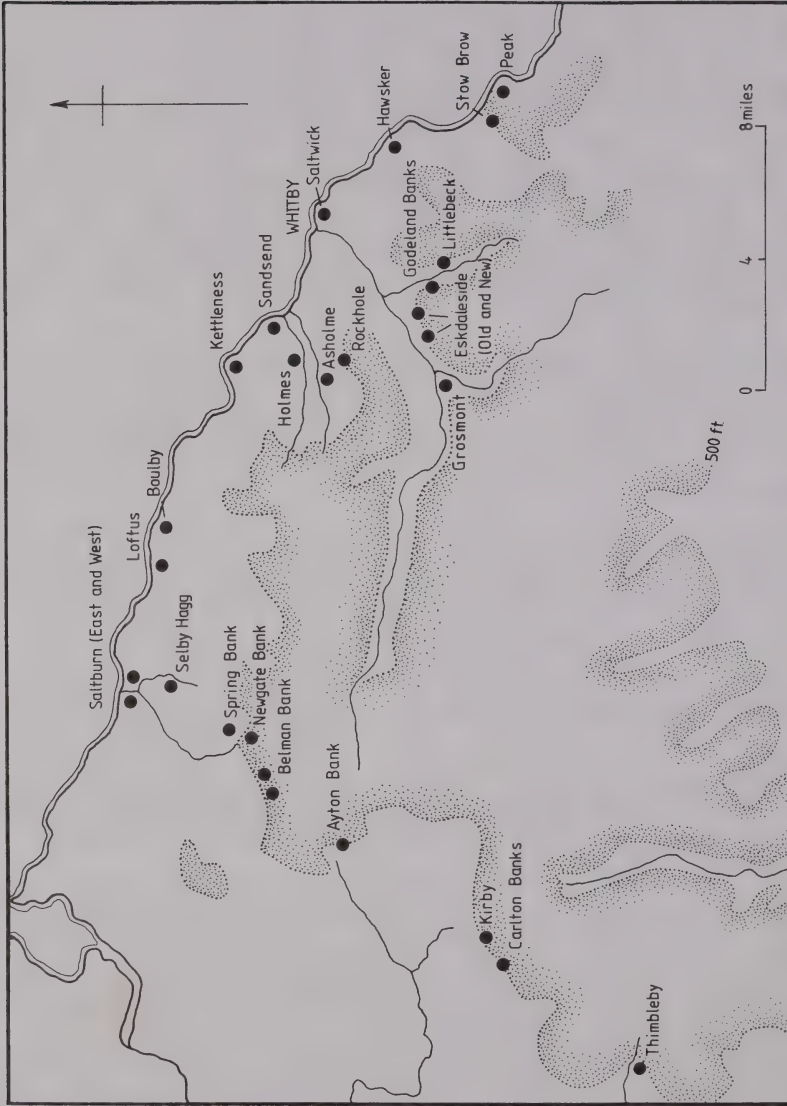 Saltburn (East and West)
Loftus
Boulby
Selby Hagg
Kettleness
Sandsend
Spring Bank
Newgate Bank
Belman Bank
Holmes
WHITBY
Saltwick
Asholme
Rockhole
Ayton Bank
Hawsker
Godeland Banks
Littlebeck
Eskdaleside
(Old and New)
Grosmont
Stow Brow
Peak
Kirby
Carlton Banks
Thimbleby
500 ft
0 4 8 miles